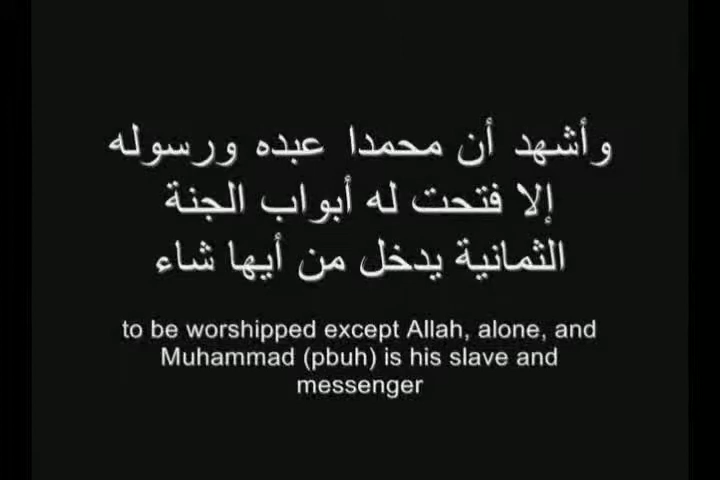 وأشهد أن محمدا عبده ورسوله
إلا فتحت له أبواب الجنة
الثمانية يدخل من أيها شاء
to be worshipped except Allah, alone, and
Muhammad (pbuh) is his slave and
messenger